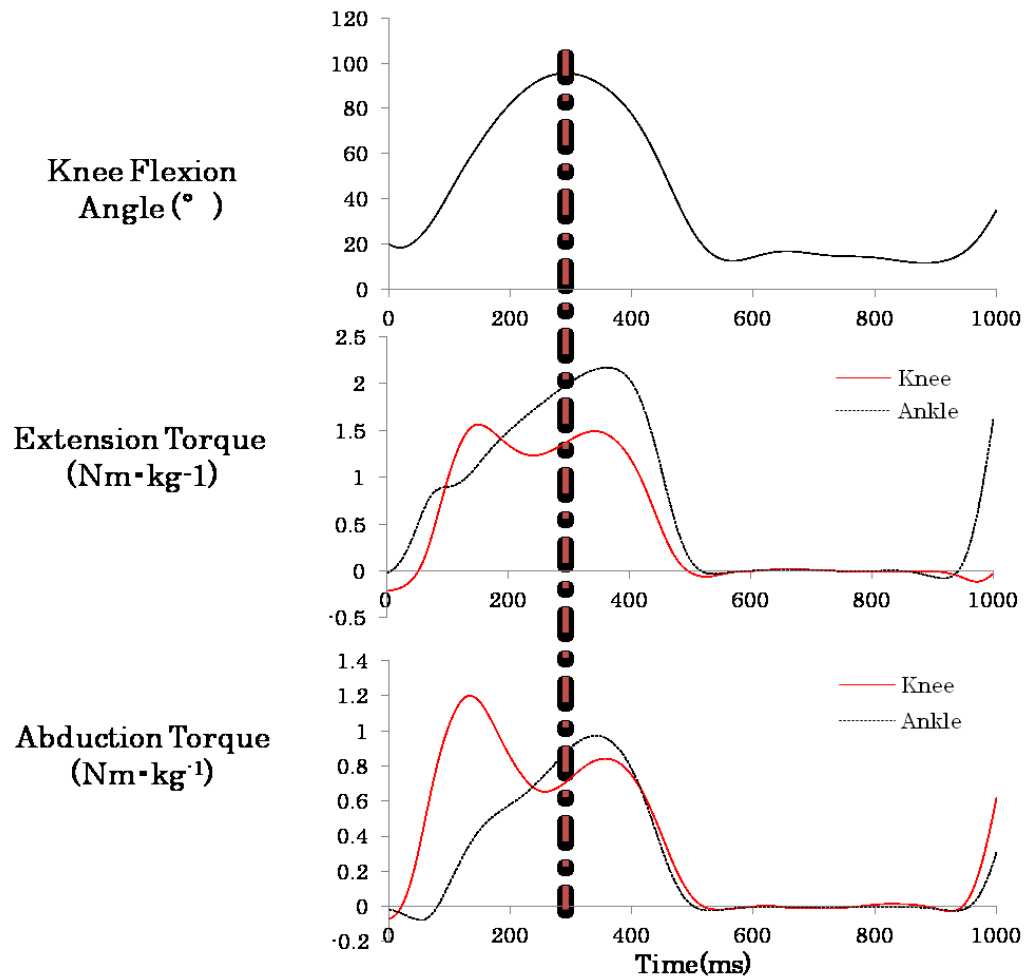 120
100
80
60
40
20
0
0 200 400 600 800 1000
Knee Flexion
Angle (° )
2.5
2
1.5
1
0.5
0
-0.5
0 200 400 600 800 1000
Knee
Ankle
Extension Torque
(Nm・kg-1)
1.4
1.2
1
0.8
0.6
0.4
0.2
0
-0.2
0 200 400 600 800 1000
Knee
Ankle
Abduction Torque
(Nm・kg-1)
Time(ms)